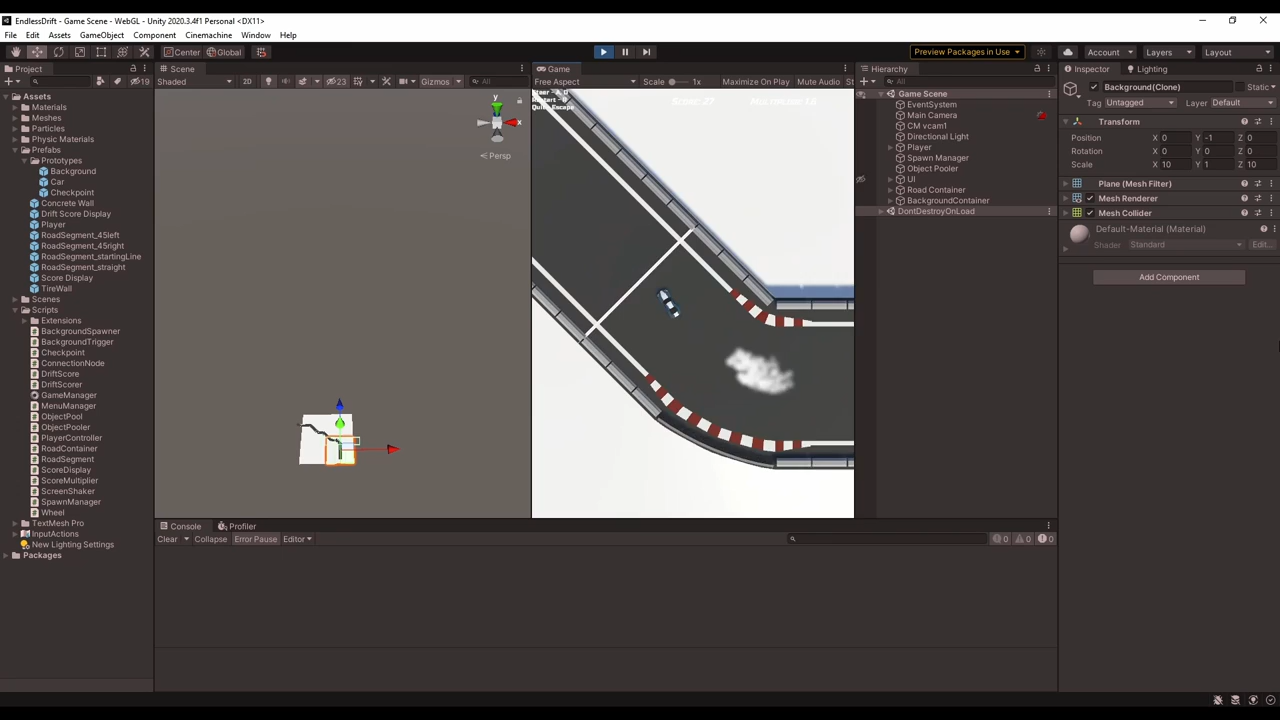 EndlessDrift - Game Scene - WebGL - Unity 2020.3.4f1 Personal <DX11>
File Edit Assets GameObject Component Cinemachine Window Help
Center Global Preview Packages in Use Account Layers Layout
Project Scene Game Hierarchy Inspector Lighting
19 Shaded 2D 23 Gizmos All Free Aspect Scale 1x Maximize On Play Mute Audio All
Background(Clone) Static
Tag Untagged Layer Default
Transform
Position X 0 Y -1 Z 0
Rotation X 0 Y 0 Z 0
Scale X 10 Y 1 Z 10
Plane (Mesh Filter)
Mesh Renderer
Mesh Collider
Default-Material (Material)
Shader Standard Edit...
Add Component
Assets
Materials
Meshes
Particles
Physic Materials
Prefabs
Prototypes
Background
Car
Checkpoint
Concrete Wall
Drift Score Display
Player
RoadSegment_45left
RoadSegment_45right
RoadSegment_startingLine
RoadSegment_straight
Score Display
TireWall
Scenes
Scripts
Extensions
BackgroundSpawner
BackgroundTrigger
Checkpoint
ConnectionNode
DriftScore
DriftScorer
GameManager
MenuManager
ObjectPool
ObjectPooler
PlayerController
RoadContainer
RoadSegment
ScoreDisplay
ScoreMultiplier
ScreenShaker
SpawnManager
Wheel
TextMesh Pro
InputActions
New Lighting Settings
Packages
y
x
Persp
Steer - A, D
Quit - Escape
Game Scene
EventSystem
Main Camera
CM vcam1
Directional Light
Player
Spawn Manager
Object Pooler
UI
Road Container
BackgroundContainer
DontDestroyOnLoad
Console Profiler
Clear Collapse Error Pause Editor 0 0 0